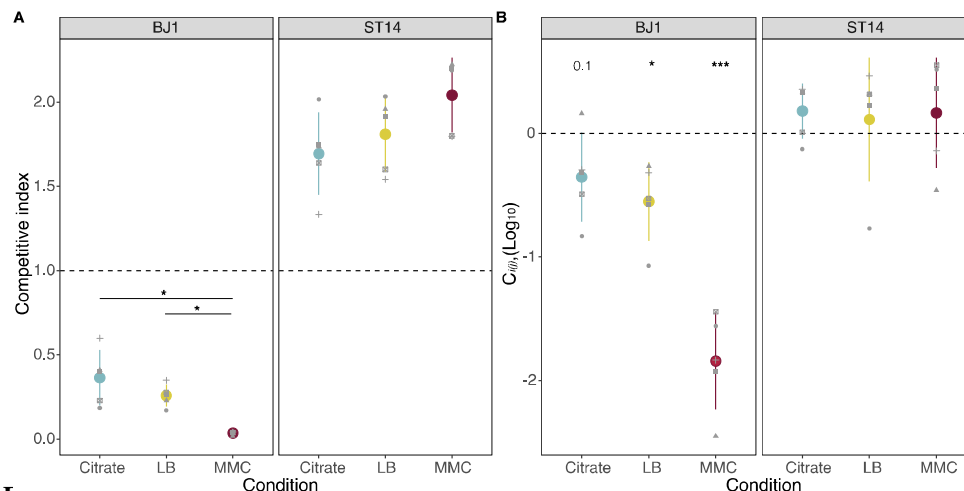 A
BJ1
ST14
Competitive index
2.0
1.5
1.0
0.5
0.0
*
*
Citrate
LB
MMC
Citrate
LB
MMC
Condition
B
BJ1
ST14
C i(j),(Log10)
0
-1
-2
0.1
*
***
Citrate
LB
MMC
Citrate
LB
MMC
Condition